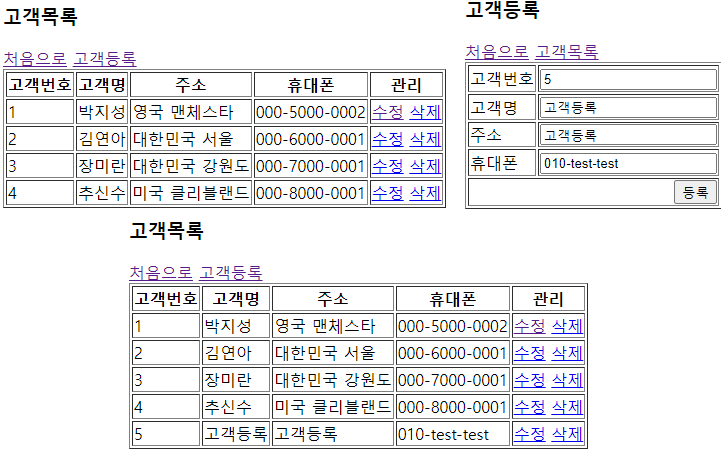 고객목록
처음으로 고객등록
고객번호 고객명 주소 휴대폰 관리
1 박지성 영국 맨체스타 000-5000-0002 수정 삭제
2 김연아 대한민국 서울 000-6000-0001 수정 삭제
3 장미란 대한민국 강원도 000-7000-0001 수정 삭제
4 추신수 미국 클리블랜드 000-8000-0001 수정 삭제
고객등록
처음으로 고객목록
고객번호 5
고객명 고객등록
주소 고객등록
휴대폰 010-test-test
등록
고객목록
처음으로 고객등록
고객번호 고객명 주소 휴대폰 관리
1 박지성 영국 맨체스타 000-5000-0002 수정 삭제
2 김연아 대한민국 서울 000-6000-0001 수정 삭제
3 장미란 대한민국 강원도 000-7000-0001 수정 삭제
4 추신수 미국 클리블랜드 000-8000-0001 수정 삭제
5 고객등록 고객등록 010-test-test 수정 삭제